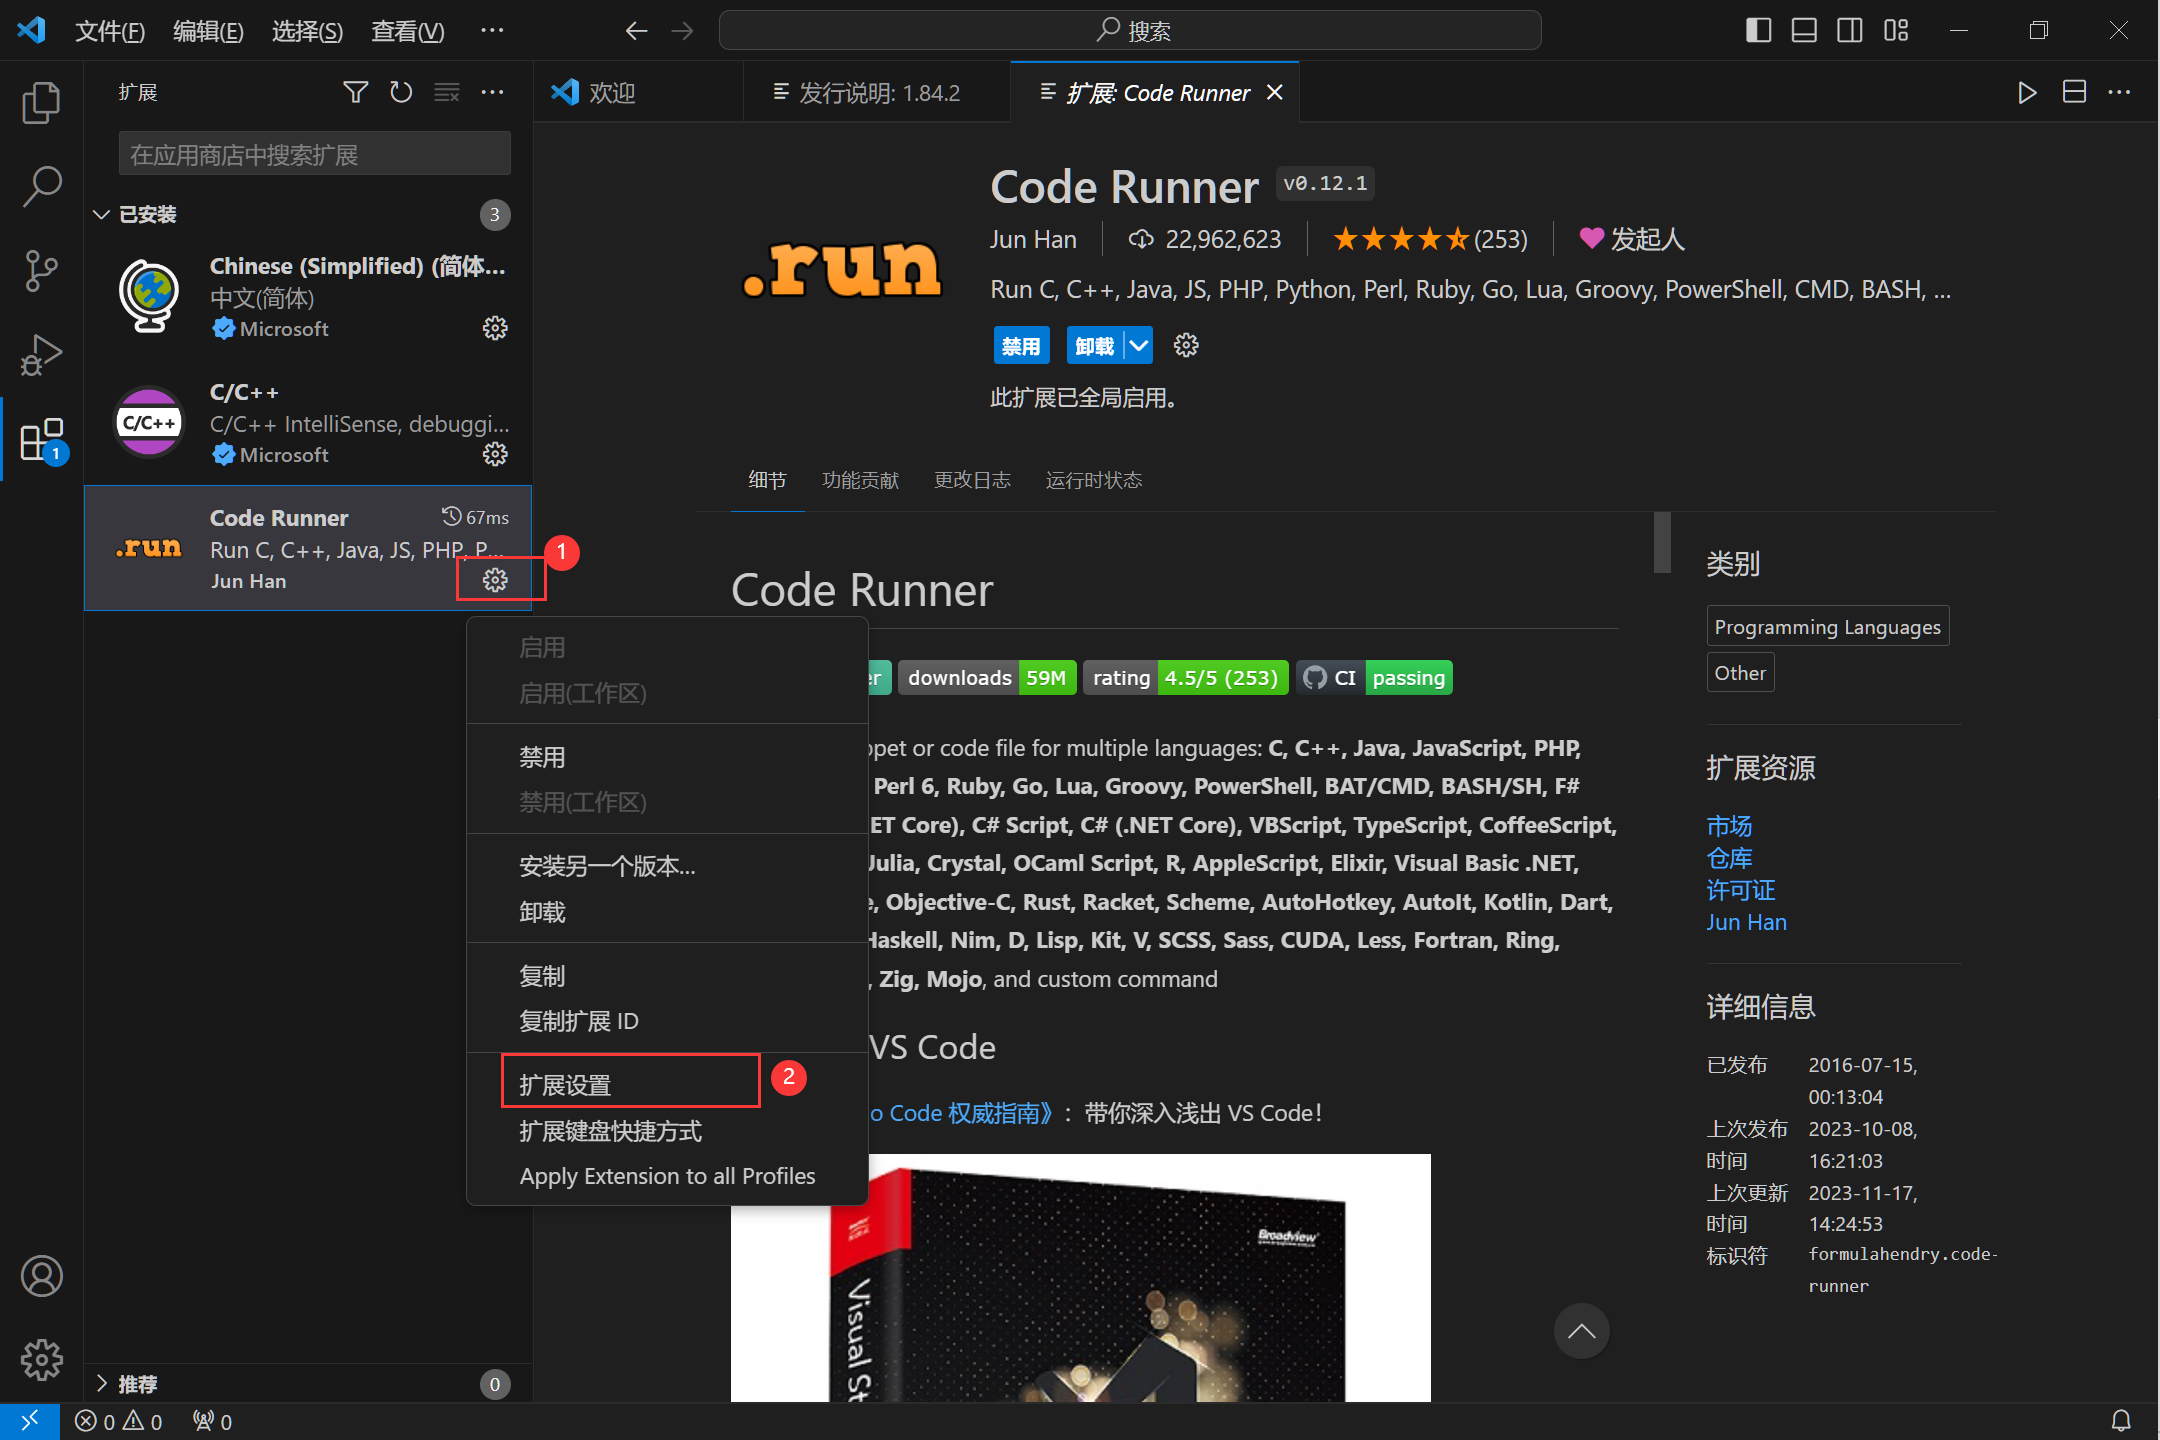 文件(F) 编辑(E) 选择(S) 查看(V) ···
搜索
扩展
在应用商店中搜索扩展
已安装 3
Chinese (Simplified) (简体...
中文(简体)
Microsoft
C/C++
C/C++
C/C++ IntelliSense, debuggi...
Microsoft
1
Code Runner 67ms
.run
Run C, C++, Java, JS, PHP, P...
Jun Han
1
启用
启用(工作区)
禁用
禁用(工作区)
安装另一个版本...
卸载
复制
复制扩展 ID
扩展设置
2
扩展键盘快捷方式
Apply Extension to all Profiles
推荐 0
欢迎
发行说明: 1.84.2
扩展: Code Runner
.run
Code Runner v0.12.1
Jun Han 22,962,623 (253) 发起人
Run C, C++, Java, JS, PHP, Python, Perl, Ruby, Go, Lua, Groovy, PowerShell, CMD, BASH, ...
禁用 卸载
此扩展已全局启用。
细节 功能贡献 更改日志 运行时状态
Code Runner
er downloads 59M rating 4.5/5 (253) CI passing
ppet or code file for multiple languages: C, C++, Java, JavaScript, PHP,
Perl 6, Ruby, Go, Lua, Groovy, PowerShell, BAT/CMD, BASH/SH, F#
ET Core), C# Script, C# (.NET Core), VBScript, TypeScript, CoffeeScript,
Julia, Crystal, OCaml Script, R, AppleScript, Elixir, Visual Basic .NET,
e, Objective-C, Rust, Racket, Scheme, AutoHotkey, AutoIt, Kotlin, Dart,
Haskell, Nim, D, Lisp, Kit, V, SCSS, Sass, CUDA, Less, Fortran, Ring,
, Zig, Mojo, and custom command
VS Code
o Code 权威指南》：带你深入浅出 VS Code!
Broadview
Visual St
类别
Programming Languages
Other
扩展资源
市场
仓库
许可证
Jun Han
详细信息
已发布 2016-07-15,
00:13:04
上次发布 2023-10-08,
时间 16:21:03
上次更新 2023-11-17,
时间 14:24:53
标识符 formulahendry.code-
runner
0 0 0